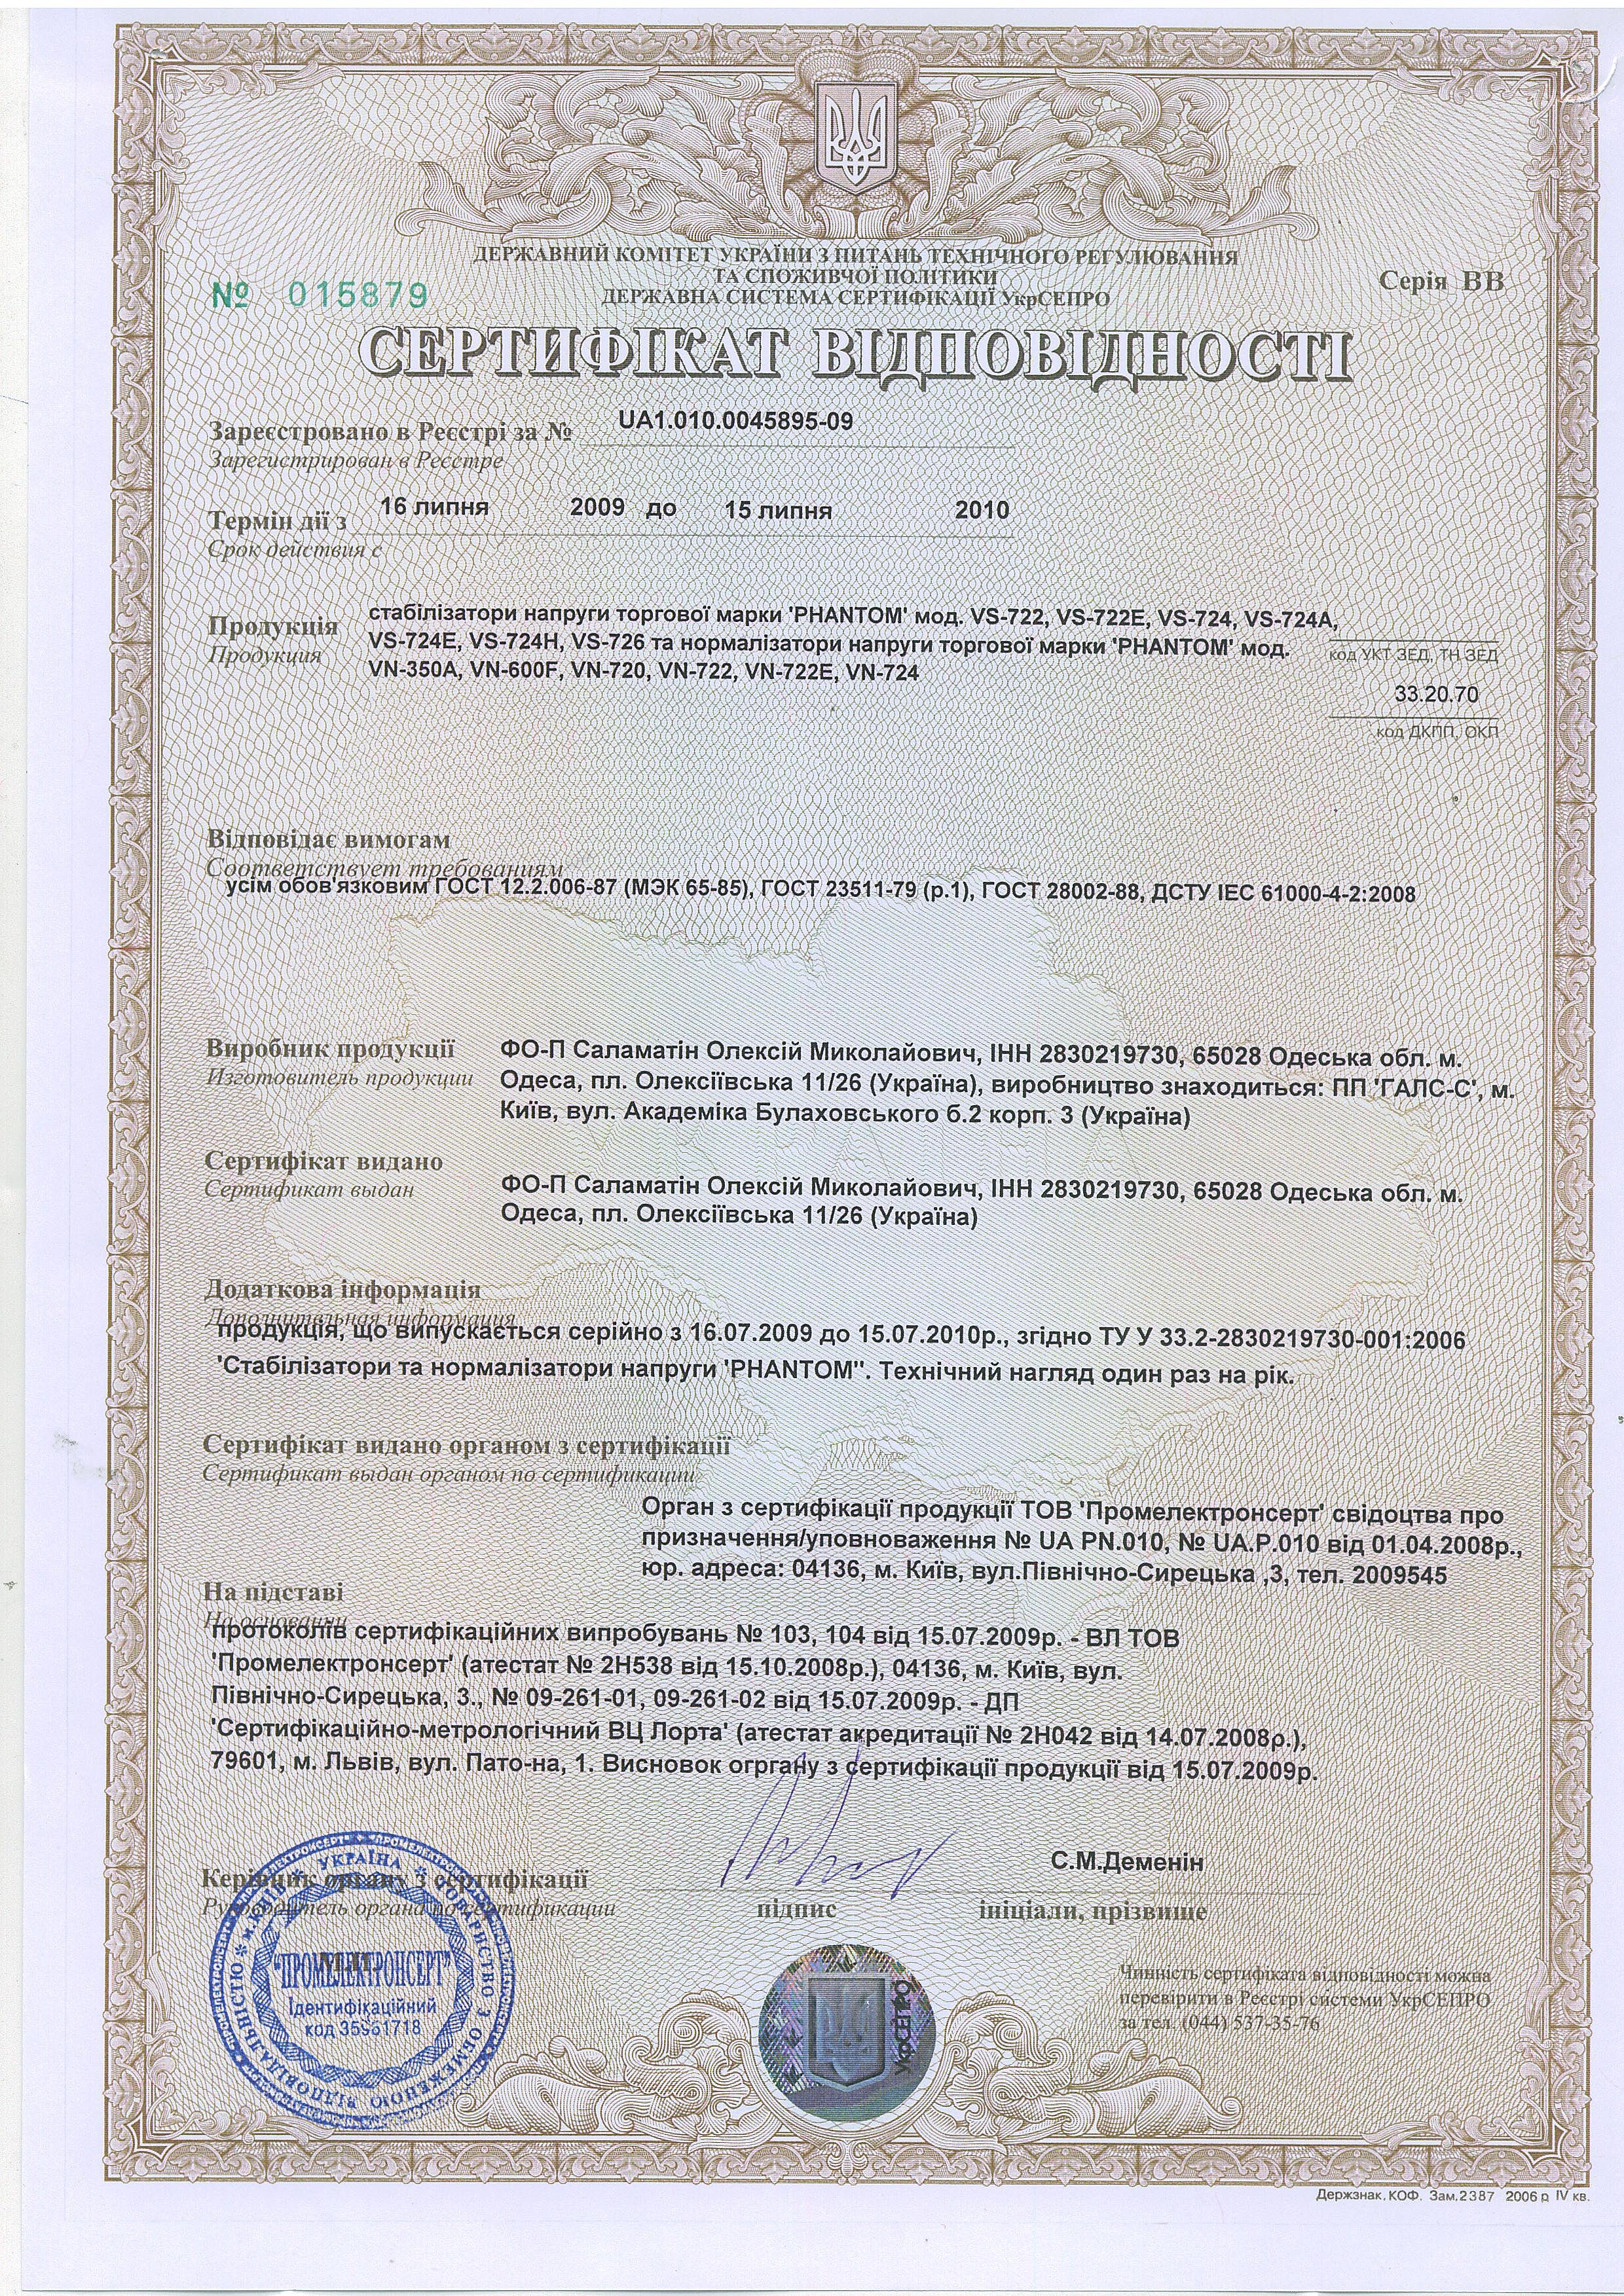 ДЕРЖАВНИЙ КОМІТЕТ УКРАЇНИ З ПИТАНЬ ТЕХНІЧНОГО РЕГУЛЮВАННЯ
ТА СПОЖИВЧОЇ ПОЛІТИКИ
ДЕРЖАВНА СИСТЕМА СЕРТИФІКАЦІЇ УкрСЕПРО
№ 015879
Серія ВВ
СЕРТИФІКАТ ВІДПОВІДНОСТІ
Зареєстровано в Реєстрі за № UA1.010.0045895-09
Зарегистрирован в Реестре
Термін дії з 16 липня 2009 до 15 липня 2010
Срок действия с
Продукція
Продукция
стабілізатори напруги торгової марки 'PHANTOM' мод. VS-722, VS-722E, VS-724, VS-724A,
VS-724E, VS-724H, VS-726 та нормалізатори напруги торгової марки 'PHANTOM' мод.
VN-350A, VN-600F, VN-720, VN-722, VN-722E, VN-724
код УКТ ЗЕД, ТН ЗЕД
33.20.70
код ДКПП, ОКП
Відповідає вимогам
Соответствует требованиям
усім обов'язковим ГОСТ 12.2.006-87 (МЭК 65-85), ГОСТ 23511-79 (р.1), ГОСТ 28002-88, ДСТУ ІЕС 61000-4-2:2008
Виробник продукції
Изготовитель продукции
ФО-П Саламатін Олексій Миколайович, ІНН 2830219730, 65028 Одеська обл. м.
Одеса, пл. Олексіївська 11/26 (Україна), виробництво знаходиться: ПП 'ГАЛС-С', м.
Київ, вул. Академіка Булаховського б.2 корп. 3 (Україна)
Сертифікат видано
Сертификат выдан
ФО-П Саламатін Олексій Миколайович, ІНН 2830219730, 65028 Одеська обл. м.
Одеса, пл. Олексіївська 11/26 (Україна)
Додаткова інформація
Дополнительная информация
продукція, що випускається серійно з 16.07.2009 до 15.07.2010р., згідно ТУ У 33.2-2830219730-001:2006
'Стабілізатори та нормалізатори напруги 'PHANTOM''. Технічний нагляд один раз на рік.
Сертифікат видано органом з сертифікації
Сертификат выдан органом по сертификации
Орган з сертифікації продукції ТОВ 'Промелектронсерт' свідоцтва про
призначення/уповноваження № UA PN.010, № UA.P.010 від 01.04.2008р.,
юр. адреса: 04136, м. Київ, вул.Північно-Сирецька ,3, тел. 2009545
На підставі
На основании
протоколів сертифікаційних випробувань № 103, 104 від 15.07.2009р. - ВЛ ТОВ
'Промелектронсерт' (атестат № 2Н538 від 15.10.2008р.), 04136, м. Київ, вул.
Північно-Сирецька, 3., № 09-261-01, 09-261-02 від 15.07.2009р. - ДП
'Сертифікаційно-метрологічний ВЦ Лорта' (атестат акредитації № 2Н042 від 14.07.2008р.),
79601, м. Львів, вул. Пато-на, 1. Висновок огргану з сертифікації продукції від 15.07.2009р.
Керівник органу з сертифікації
Руководитель органа по сертификации
С.М.Деменін
підпис
ініціали, прізвище
М.П.
УКРАЇНА * ТОВАРИСТВО З ОБМЕЖЕНОЮ ВІДПОВІДАЛЬНІСТЮ * м.КИЇВ *
"ПРОМЕЛЕКТРОНСЕРТ"
Ідентифікаційний
код 35961718
УкрСЕПРО
Чинність сертифіката відповідності можна
перевірити в Реєстрі системи УкрСЕПРО
за тел. (044) 537-35-76
Держзнак, КОФ. Зам.2387 2006 р. IV кв.